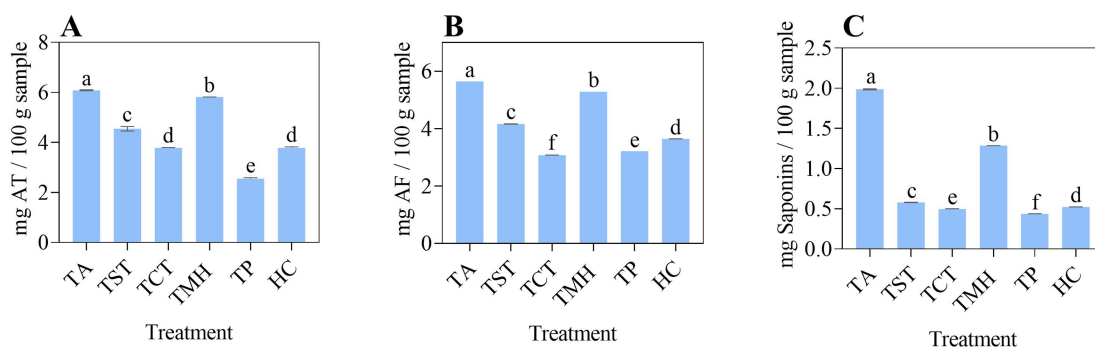 A
mg AT / 100 g sample
8
6
4
2
0
a
c
d
b
e
d
TA
TST
TCT
TMH
TP
HC
Treatment
B
mg AF / 100 g sample
6
4
2
0
a
c
f
b
e
d
TA
TST
TCT
TMH
TP
HC
Treatment
C
mg Saponins / 100 g sample
2.5
2.0
1.5
1.0
0.5
0.0
a
c
e
b
f
d
TA
TST
TCT
TMH
TP
HC
Treatment